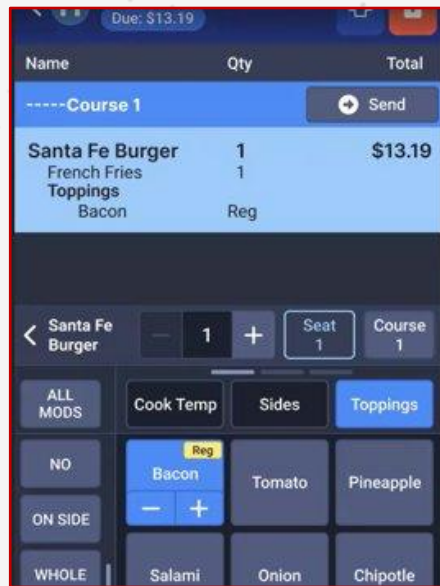 Due: $13.19
Name Qty Total
-----Course 1 Send
Santa Fe Burger 1 $13.19
French Fries 1
Toppings
Bacon Reg
Santa Fe Burger 1 Seat 1 Course 1
ALL MODS Cook Temp Sides Toppings
NO Bacon Reg Tomato Pineapple
ON SIDE
WHOLE Salami Onion Chipotle